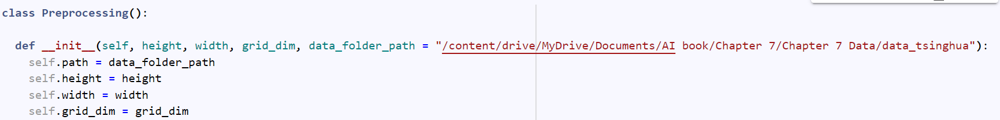 class Preprocessing():
def __init__(self, height, width, grid_dim, data_folder_path = "/content/drive/MyDrive/Documents/AI book/Chapter 7/Chapter 7 Data/data_tsinghua"):
self.path = data_folder_path
self.height = height
self.width = width
self.grid_dim = grid_dim